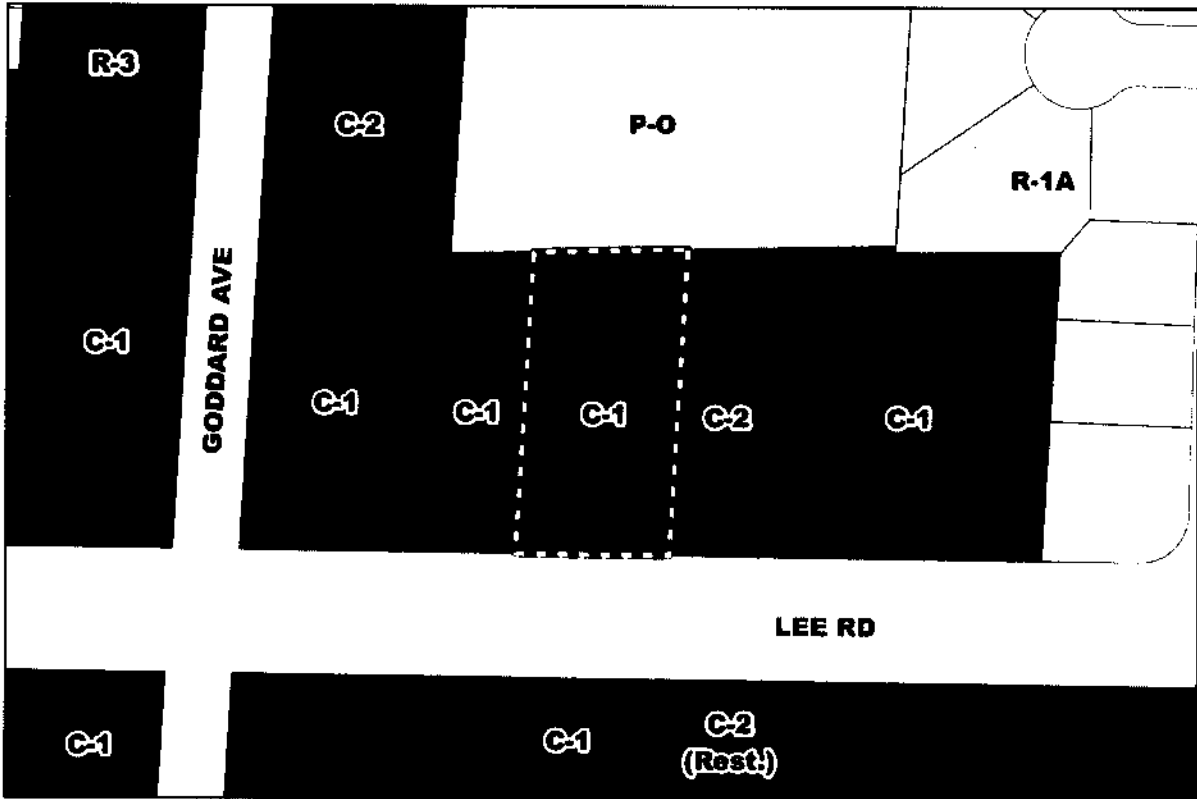 R-3
C-2
P-O
R-1A
GODDARD AVE
C-1
C-1
C-1
C-1
C-2
C-1
LEE RD
C-1
C-1
C-2
(Rest.)